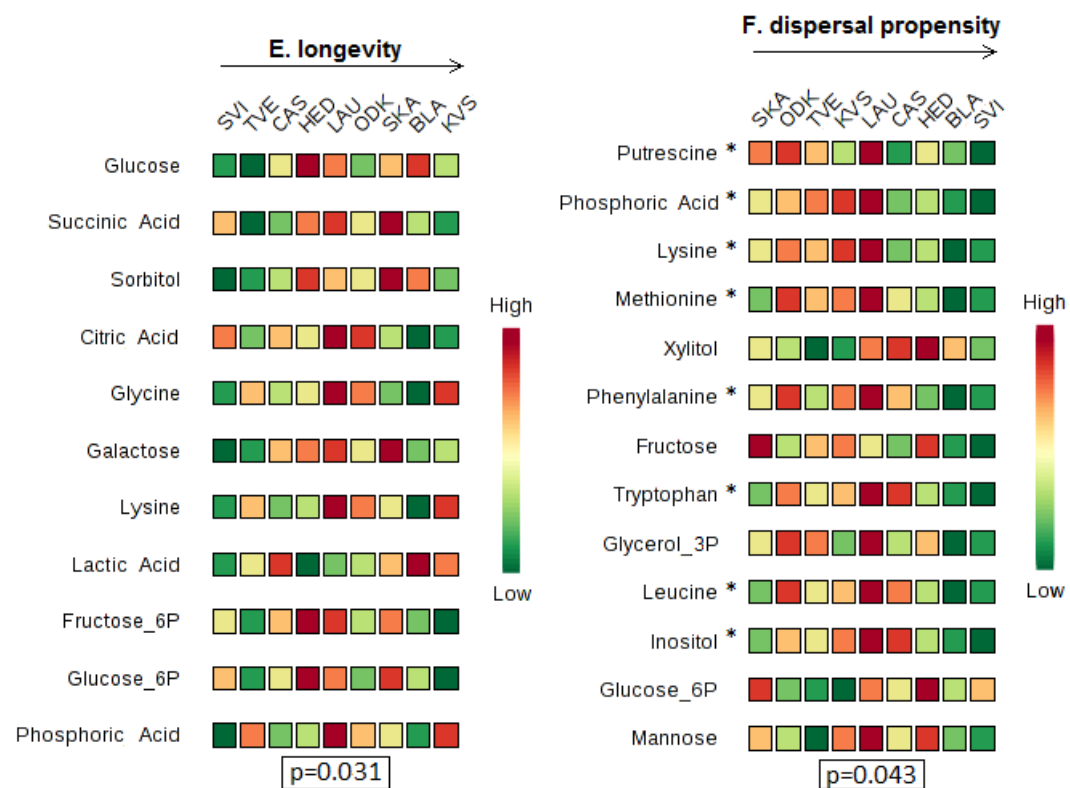 E. longevity
SVI TVE CAS HED LAU ODK SKA BLA KVS
Glucose
Succinic Acid
Sorbitol
Citric Acid
Glycine
Galactose
Lysine
Lactic Acid
Fructose_6P
Glucose_6P
Phosphoric Acid
p=0.031
High
Low
F. dispersal propensity
SKA ODK TVE KVS LAU CAS HED BLA SVI
Putrescine *
Phosphoric Acid *
Lysine *
Methionine *
Xylitol
Phenylalanine *
Fructose
Tryptophan *
Glycerol_3P
Leucine *
Inositol *
Glucose_6P
Mannose
p=0.043
High
Low